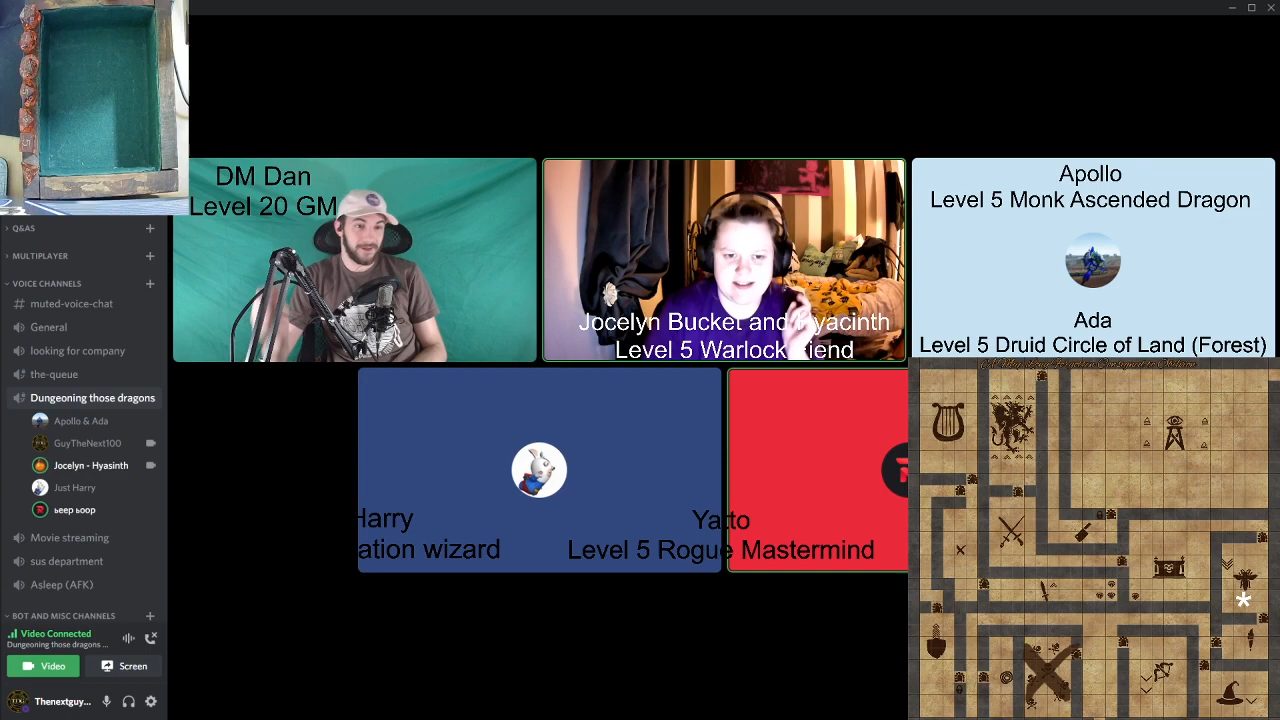 DM Dan
Level 20 GM
Jocelyn Bucket and Hyacinth
Level 5 Warlock Fiend
Apollo
Level 5 Monk Ascended Dragon
Ada
Level 5 Druid Circle of Land (Forest)
Harry
ation wizard
Yatto
Level 5 Rogue Mastermind
Q&AS
MULTIPLAYER
VOICE CHANNELS
muted-voice-chat
General
looking for company
the-queue
Dungeoning those dragons
Apollo & Ada
GuyTheNext100
Jocelyn - Hyasinth
Just Harry
ьeep ьoop
Movie streaming
sus department
Asleep (AFK)
BOT AND MISC CHANNELS
Video Connected
Dungeoning those dragons ...
Video
Screen
Thenextguy...